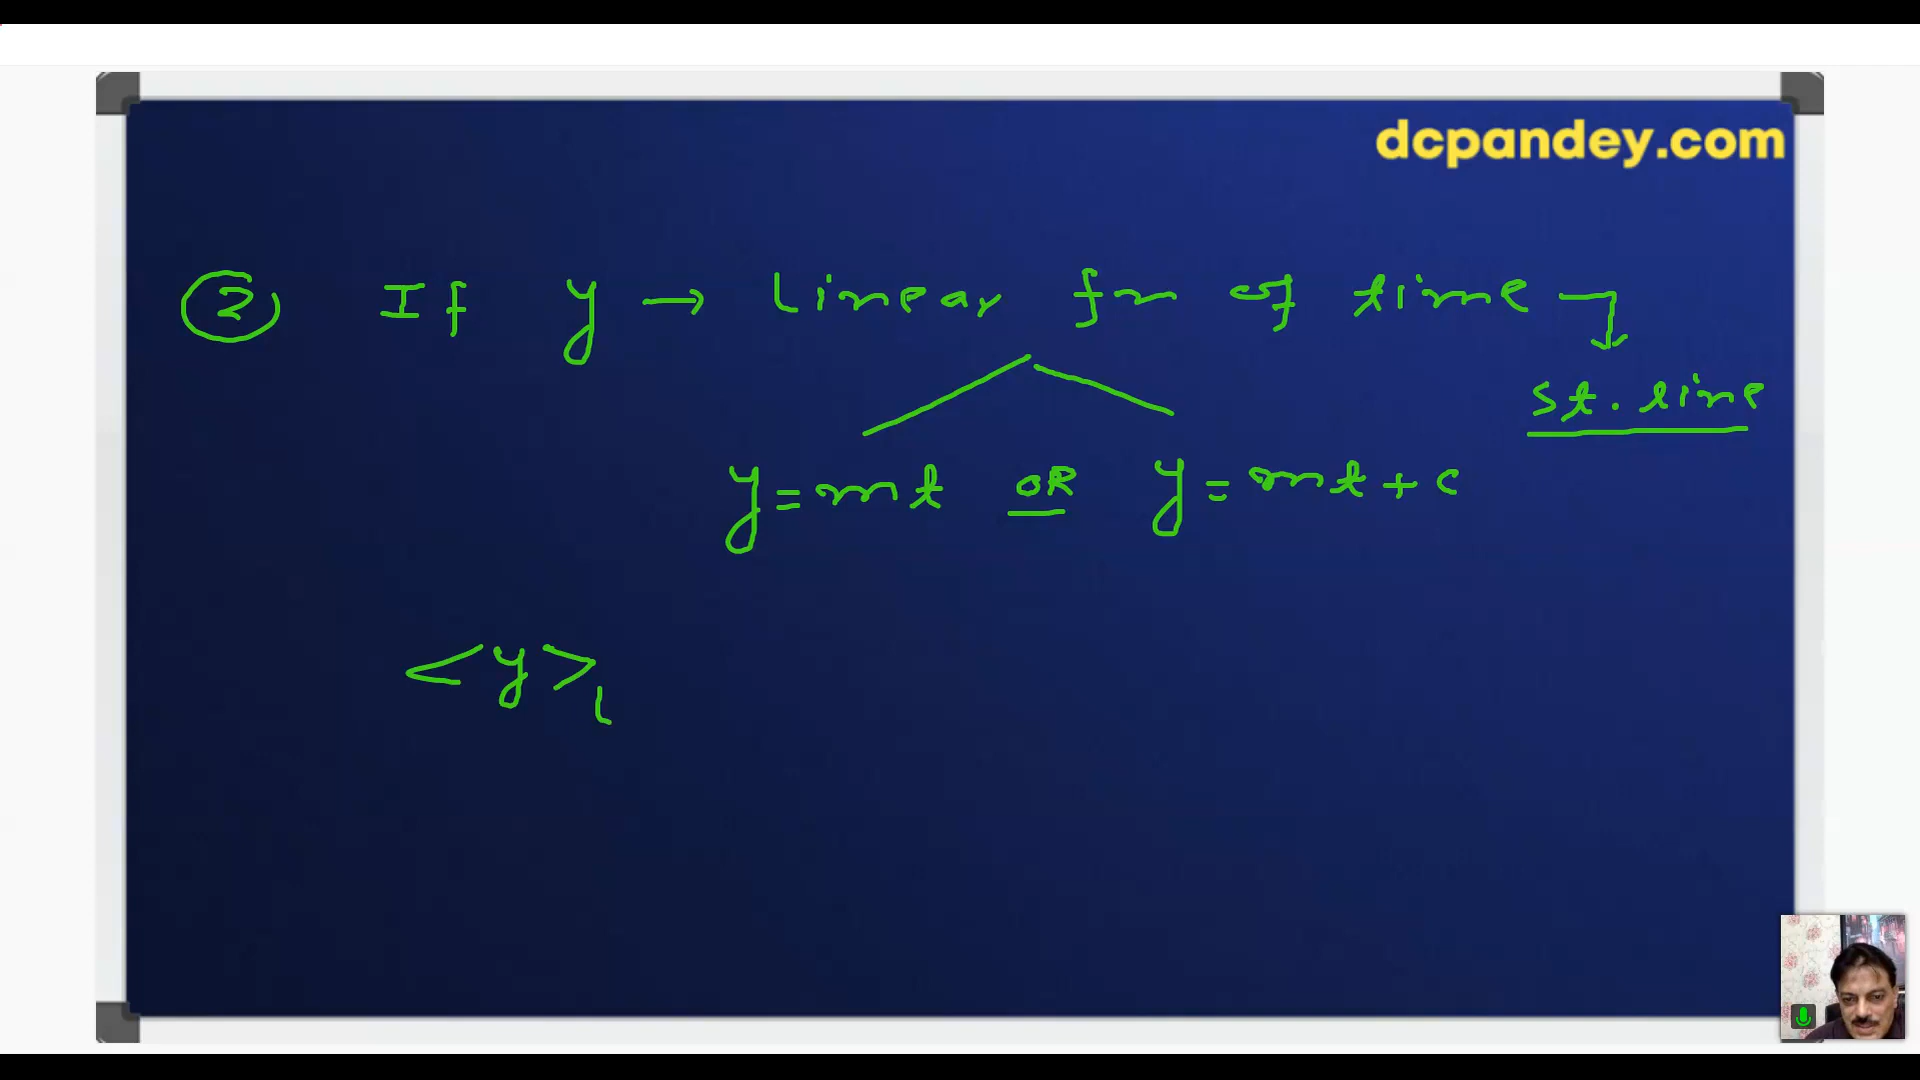 dcpandey.com
② If y → Linear fn of time ↴
st. line
y = mt OR y = mt + c
<y>